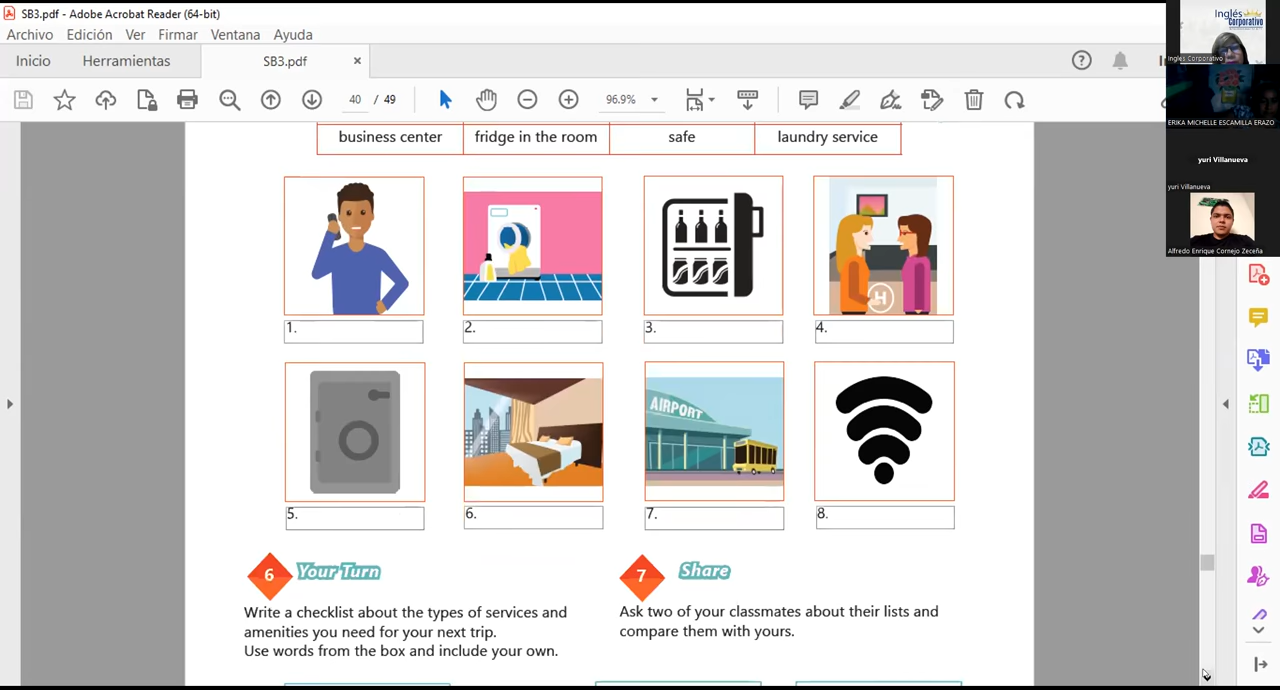 SB3.pdf - Adobe Acrobat Reader (64-bit)
Archivo Edición Ver Firmar Ventana Ayuda
Inicio Herramientas SB3.pdf ×
40 / 49 96.9%
business center fridge in the room safe laundry service
1. 2. 3. 4.
AIRPORT
5. 6. 7. 8.
6 Your Turn
Write a checklist about the types of services and
amenities you need for your next trip.
Use words from the box and include your own.
7 Share
Ask two of your classmates about their lists and
compare them with yours.
Inglés
Corporativo
Inglés Corporativo
ERIKA MICHELLE ESCAMILLA ERAZO
yuri Villanueva
yuri Villanueva
Alfredo Enrique Cornejo Zeceña
H